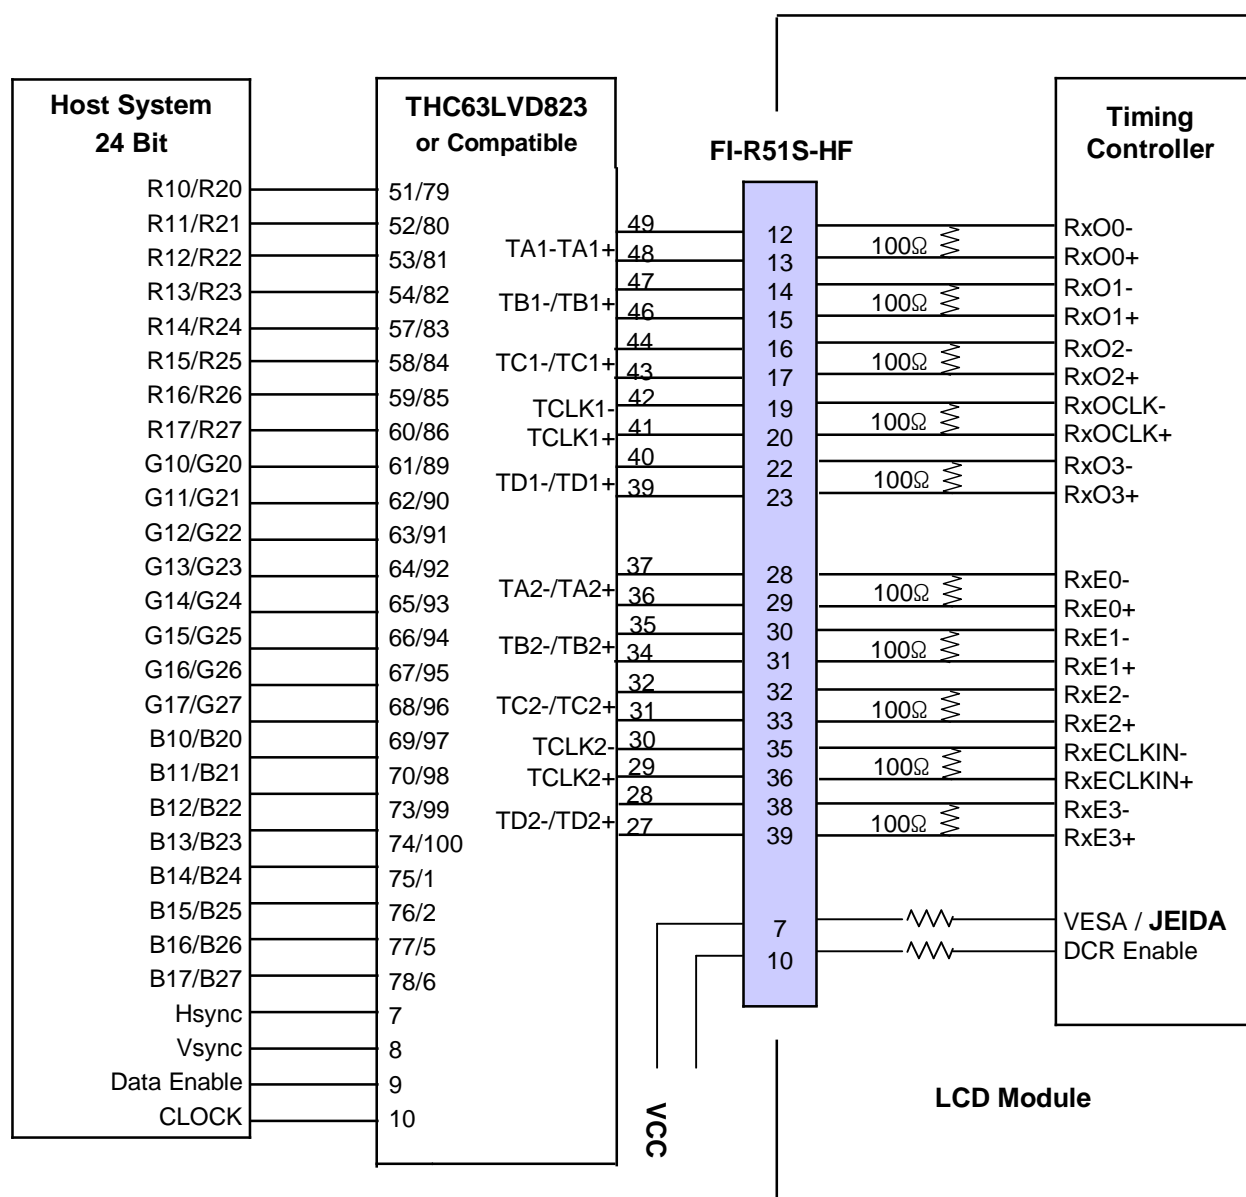 Host System
24 Bit
R10/R20
R11/R21
R12/R22
R13/R23
R14/R24
R15/R25
R16/R26
R17/R27
G10/G20
G11/G21
G12/G22
G13/G23
G14/G24
G15/G25
G16/G26
G17/G27
B10/B20
B11/B21
B12/B22
B13/B23
B14/B24
B15/B25
B16/B26
B17/B27
Hsync
Vsync
Data Enable
CLOCK
THC63LVD823
or Compatible
51/79
52/80
53/81
54/82
57/83
58/84
59/85
60/86
61/89
62/90
63/91
64/92
65/93
66/94
67/95
68/96
69/97
70/98
73/99
74/100
75/1
76/2
77/5
78/6
7
8
9
10
TA1-TA1+
TB1-/TB1+
TC1-/TC1+
TCLK1-
TCLK1+
TD1-/TD1+
TA2-/TA2+
TB2-/TB2+
TC2-/TC2+
TCLK2-
TCLK2+
TD2-/TD2+
49
48
47
46
44
43
42
41
40
39
37
36
35
34
32
31
30
29
28
27
VCC
FI-R51S-HF
12
13
14
15
16
17
19
20
22
23
28
29
30
31
32
33
35
36
38
39
7
10
100Ω
100Ω
100Ω
100Ω
100Ω
100Ω
100Ω
100Ω
100Ω
100Ω
Timing
Controller
RxO0-
RxO0+
RxO1-
RxO1+
RxO2-
RxO2+
RxOCLK-
RxOCLK+
RxO3-
RxO3+
RxE0-
RxE0+
RxE1-
RxE1+
RxE2-
RxE2+
RxECLKIN-
RxECLKIN+
RxE3-
RxE3+
VESA / JEIDA
DCR Enable
LCD Module